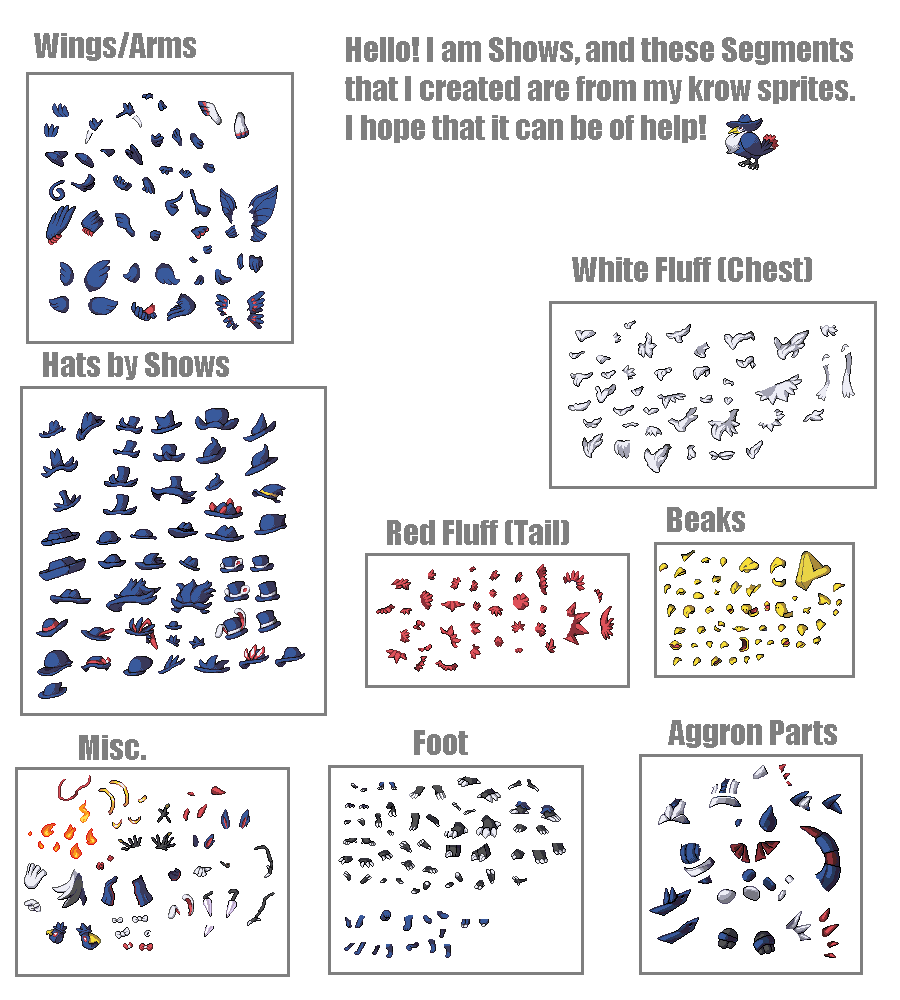 Wings/Arms
Hello! I am Shows, and these Segments
that I created are from my krow sprites.
I hope that it can be of help!
White Fluff (Chest)
Hats by Shows
Red Fluff (Tail)
Beaks
Misc.
Foot
Aggron Parts